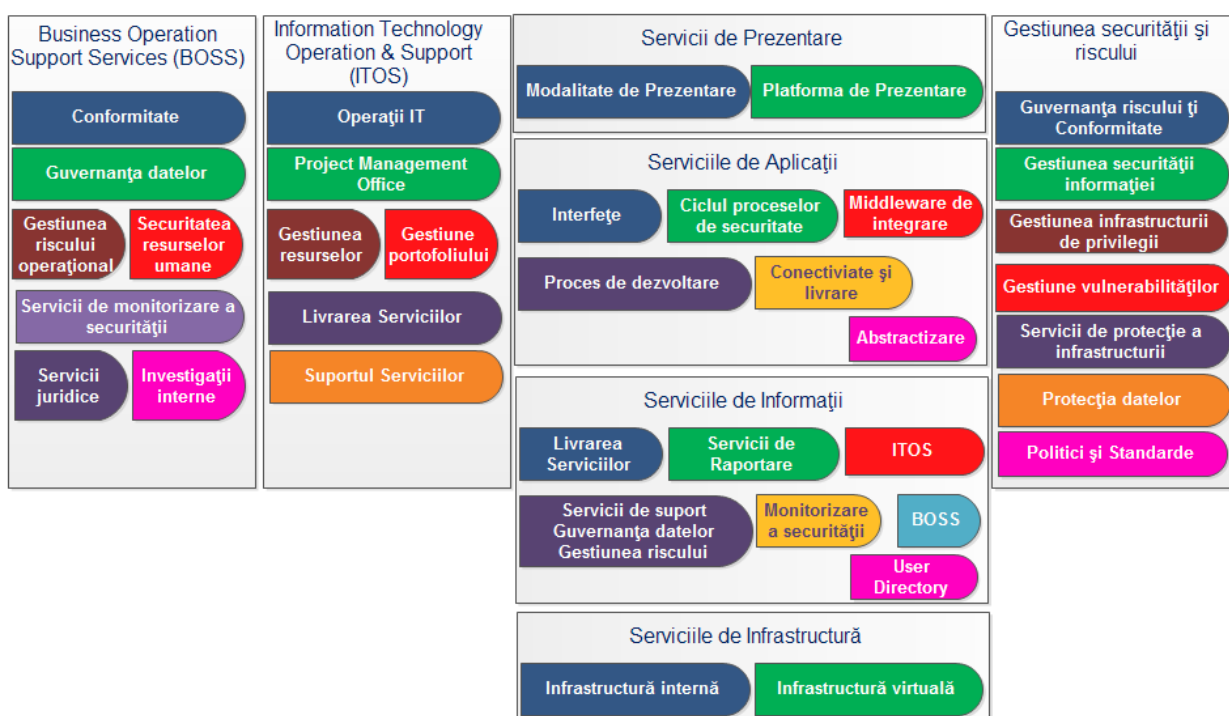 Business Operation
Support Services (BOSS)
Conformitate
Guvernanţa datelor
Gestiunea
riscului
operaţional
Securitatea
resurselor
umane
Servicii de monitorizare a
securităţii
Servicii
juridice
Investigaţii
interne
Information Technology
Operation & Support
(ITOS)
Operaţii IT
Project Management
Office
Gestiunea
resurselor
Gestiune
portofoliului
Livrarea Serviciilor
Suportul Serviciilor
Servicii de Prezentare
Modalitate de Prezentare
Platforma de Prezentare
Serviciile de Aplicaţii
Interfeţe
Ciclul proceselor
de securitate
Middleware de
integrare
Proces de dezvoltare
Conectiviate şi
livrare
Abstractizare
Serviciile de Informaţii
Livrarea
Serviciilor
Servicii de
Raportare
ITOS
Servicii de suport
Guvernanţa datelor
Gestiunea riscului
Monitorizare
a securităţii
BOSS
User
Directory
Serviciile de Infrastructură
Infrastructură internă
Infrastructură virtuală
Gestiunea securităţii şi
riscului
Guvernanţa riscului ţi
Conformitate
Gestiunea securităţii
informaţiei
Gestiunea infrastructurii
de privilegii
Gestiune vulnerabilităţilor
Servicii de protecţie a
infrastructurii
Protecţia datelor
Politici şi Standarde